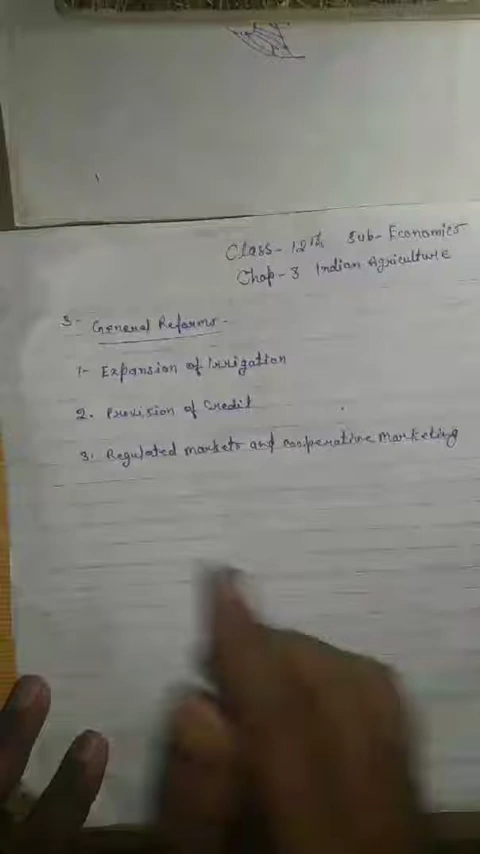 Class- 12th Sub- Economics
Chap- 3 Indian Agriculture
3- General Reforms-
1- Expansion of Irrigation
2. Provision of Credit
3. Regulated markets and cooperative Marketing